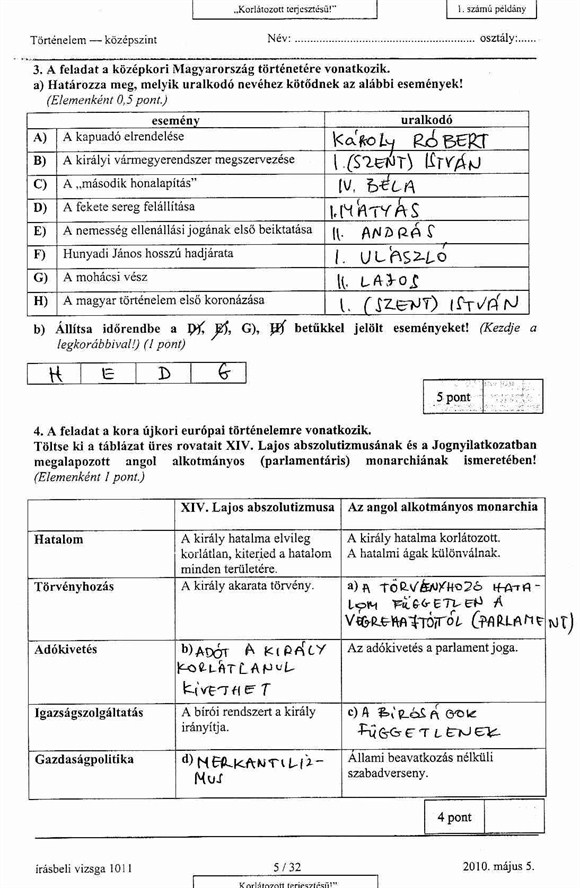 „Korlátozott terjesztésű!”
1. számú példány
Történelem — középszint Név: ........................................................ osztály:......
3. A feladat a középkori Magyarország történetére vonatkozik.
a) Határozza meg, melyik uralkodó nevéhez kötődnek az alábbi események!
(Elemenként 0,5 pont.)
esemény uralkodó
A) A kapuadó elrendelése KÁROLY RÓBERT
B) A királyi vármegyerendszer megszervezése I. (SZENT) ISTVÁN
C) A „második honalapítás” IV. BÉLA
D) A fekete sereg felállítása I. MÁTYÁS
E) A nemesség ellenállási jogának első beiktatása II. ANDRÁS
F) Hunyadi János hosszú hadjárata I. ULÁSZLÓ
G) A mohácsi vész II. LAJOS
H) A magyar történelem első koronázása I. (SZENT) ISTVÁN
b) Állítsa időrendbe a D), E), G), H) betűkkel jelölt eseményeket! (Kezdje a
legkorábbival!) (1 pont)
H E D G
5 pont
4. A feladat a kora újkori európai történelemre vonatkozik.
Töltse ki a táblázat üres rovatait XIV. Lajos abszolutizmusának és a Jognyilatkozatban
megalapozott angol alkotmányos (parlamentáris) monarchiának ismeretében!
(Elemenként 1 pont.)
XIV. Lajos abszolutizmusa Az angol alkotmányos monarchia
Hatalom A király hatalma elvileg A király hatalma korlátozott.
korlátlan, kiterjed a hatalom A hatalmi ágak különválnak.
minden területére.
Törvényhozás A király akarata törvény. a) A TÖRVÉNYHOZÓ HATA-
LOM FÜGGETLEN A
VÉGREHAJTÓTÓL (PARLAMENT)
Adókivetés b) ADÓT A KIRÁLY Az adókivetés a parlament joga.
KORLÁTLANUL
KIVETHET
Igazságszolgáltatás A bírói rendszert a király c) A BÍRÓSÁGOK
irányítja. FÜGGETLENEK
Gazdaságpolitika d) MERKANTILIZ- Állami beavatkozás nélküli
MUS szabadverseny.
4 pont
írásbeli vizsga 1011 5 / 32 2010. május 5.
Korlátozott terjesztésű!”